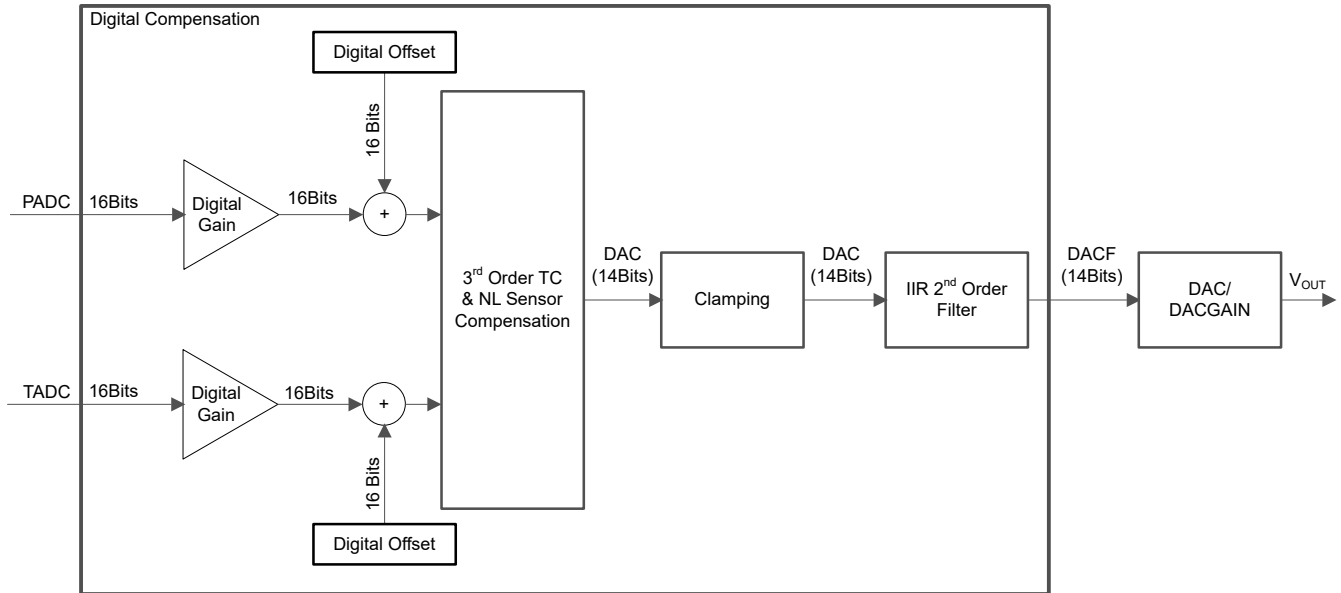 Digital Compensation
Digital Offset
16 Bits
PADC
16Bits
Digital
Gain
16Bits
+
3rd Order TC
& NL Sensor
Compensation
DAC
(14Bits)
Clamping
DAC
(14Bits)
IIR 2nd Order
Filter
DACF
(14Bits)
DAC/
DACGAIN
VOUT
TADC
16Bits
Digital
Gain
16Bits
+
16 Bits
Digital Offset